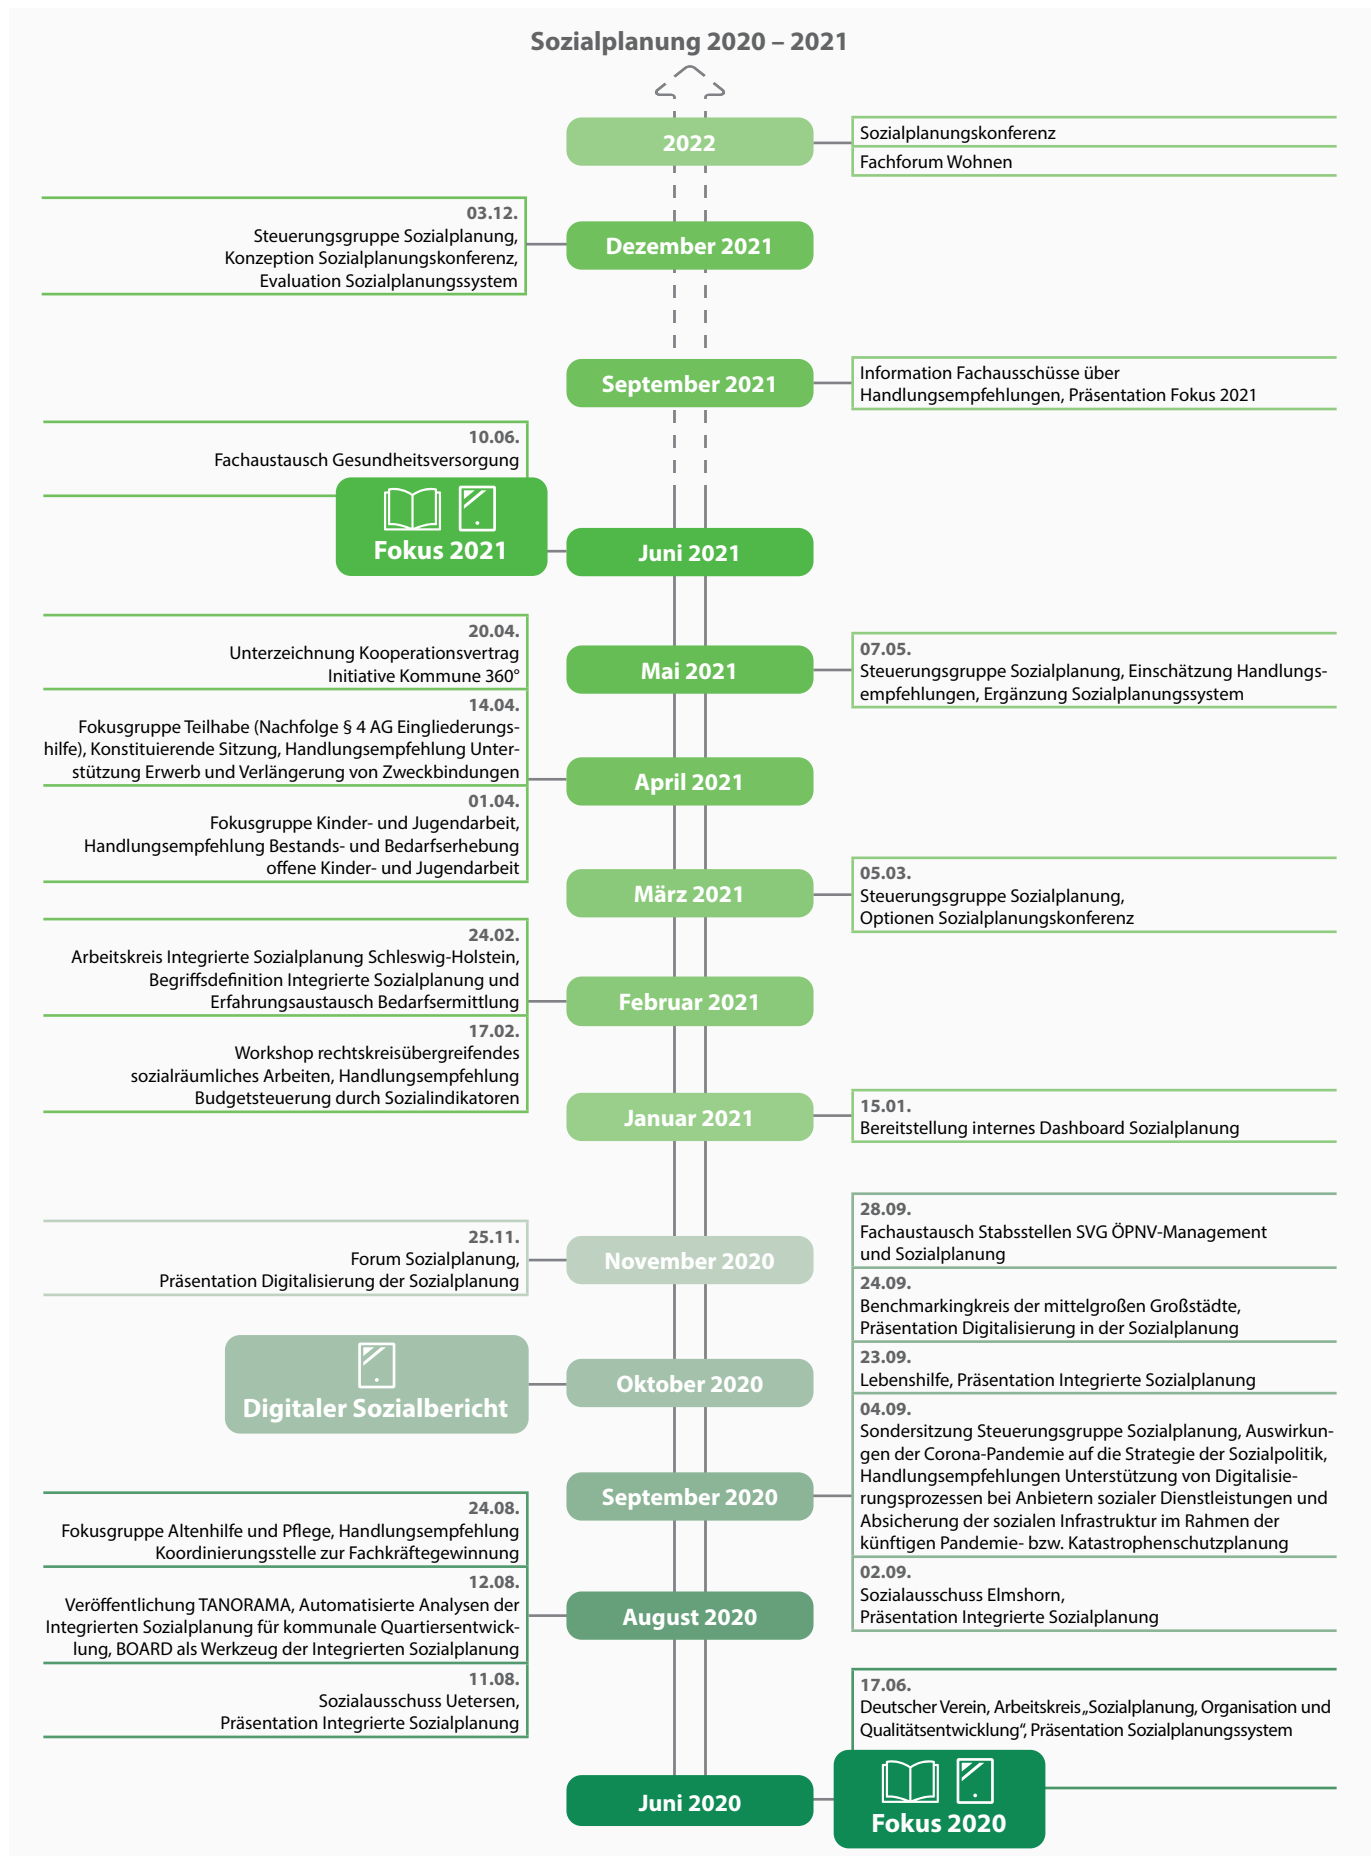 Sozialplanung 2020 – 2021
2022
Sozialplanungskonferenz
Fachforum Wohnen
03.12.
Steuerungsgruppe Sozialplanung,
Konzeption Sozialplanungskonferenz,
Evaluation Sozialplanungssystem
Dezember 2021
September 2021
Information Fachausschüsse über
Handlungsempfehlungen, Präsentation Fokus 2021
10.06.
Fachaustausch Gesundheitsversorgung
Fokus 2021
Juni 2021
20.04.
Unterzeichnung Kooperationsvertrag
Initiative Kommune 360°
14.04.
Fokusgruppe Teilhabe (Nachfolge § 4 AG Eingliederungs-
hilfe), Konstituierende Sitzung, Handlungsempfehlung Unter-
stützung Erwerb und Verlängerung von Zweckbindungen
01.04.
Fokusgruppe Kinder- und Jugendarbeit,
Handlungsempfehlung Bestands- und Bedarfserhebung
offene Kinder- und Jugendarbeit
Mai 2021
07.05.
Steuerungsgruppe Sozialplanung, Einschätzung Handlungs-
empfehlungen, Ergänzung Sozialplanungssystem
April 2021
März 2021
05.03.
Steuerungsgruppe Sozialplanung,
Optionen Sozialplanungskonferenz
24.02.
Arbeitskreis Integrierte Sozialplanung Schleswig-Holstein,
Begriffsdefinition Integrierte Sozialplanung und
Erfahrungsaustausch Bedarfsermittlung
17.02.
Workshop rechtskreisübergreifendes
sozialräumliches Arbeiten, Handlungsempfehlung
Budgetsteuerung durch Sozialindikatoren
Februar 2021
Januar 2021
15.01.
Bereitstellung internes Dashboard Sozialplanung
25.11.
Forum Sozialplanung,
Präsentation Digitalisierung der Sozialplanung
November 2020
Digitaler Sozialbericht
Oktober 2020
28.09.
Fachaustausch Stabsstellen SVG ÖPNV-Management
und Sozialplanung
24.09.
Benchmarkingkreis der mittelgroßen Großstädte,
Präsentation Digitalisierung in der Sozialplanung
23.09.
Lebenshilfe, Präsentation Integrierte Sozialplanung
04.09.
Sondersitzung Steuerungsgruppe Sozialplanung, Auswirkun-
gen der Corona-Pandemie auf die Strategie der Sozialpolitik,
Handlungsempfehlungen Unterstützung von Digitalisie-
rungsprozessen bei Anbietern sozialer Dienstleistungen und
Absicherung der sozialen Infrastruktur im Rahmen der
künftigen Pandemie- bzw. Katastrophenschutzplanung
02.09.
Sozialausschuss Elmshorn,
Präsentation Integrierte Sozialplanung
September 2020
24.08.
Fokusgruppe Altenhilfe und Pflege, Handlungsempfehlung
Koordinierungsstelle zur Fachkräftegewinnung
12.08.
Veröffentlichung TANORAMA, Automatisierte Analysen der
Integrierten Sozialplanung für kommunale Quartiersentwick-
lung, BOARD als Werkzeug der Integrierten Sozialplanung
11.08.
Sozialausschuss Uetersen,
Präsentation Integrierte Sozialplanung
August 2020
17.06.
Deutscher Verein, Arbeitskreis „Sozialplanung, Organisation und
Qualitätsentwicklung“, Präsentation Sozialplanungssystem
Juni 2020
Fokus 2020